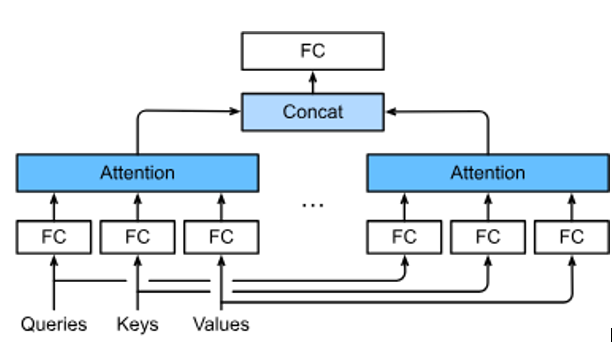 FC
Concat
Attention Attention
...
FC FC FC FC FC FC
Queries Keys Values